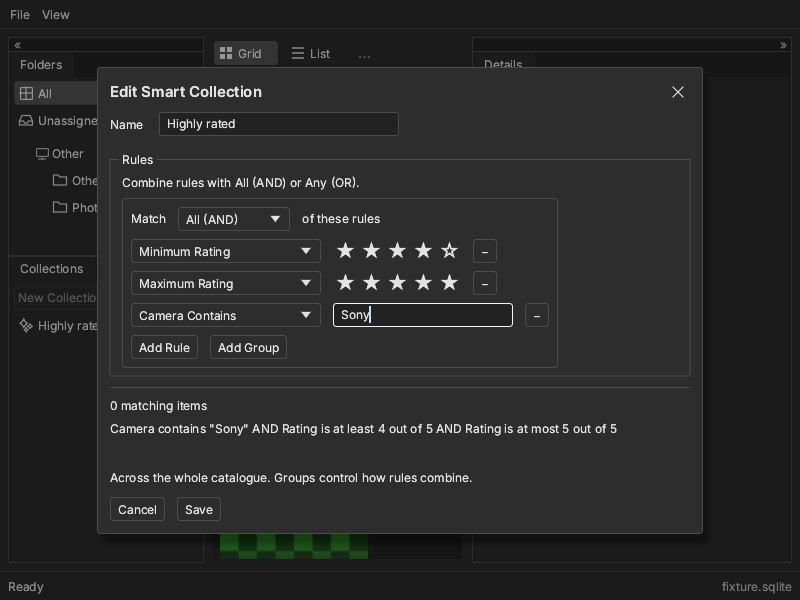 File View
« »
Folders Grid List ... Details
All
Unassigne
Other
Othe
Phot
Collections
New Collectio
Highly rate
Edit Smart Collection
Name Highly rated
Rules
Combine rules with All (AND) or Any (OR).
Match All (AND) of these rules
Minimum Rating –
Maximum Rating –
Camera Contains Sony –
Add Rule Add Group
0 matching items
Camera contains "Sony" AND Rating is at least 4 out of 5 AND Rating is at most 5 out of 5
Across the whole catalogue. Groups control how rules combine.
Cancel Save
Ready fixture.sqlite